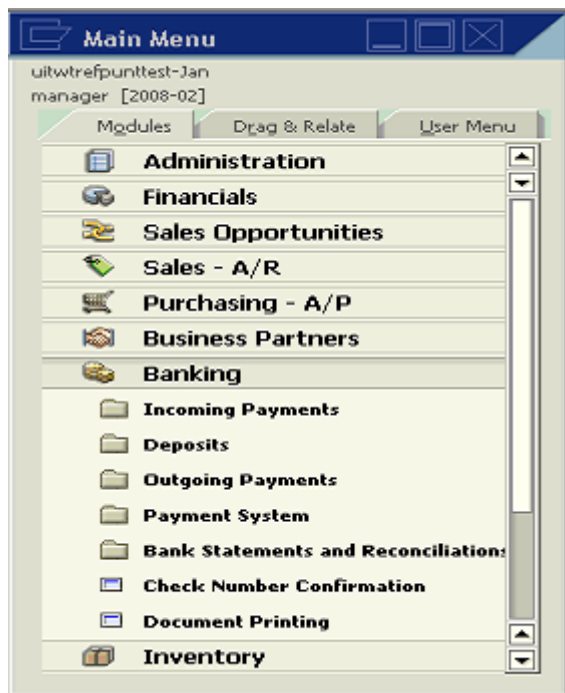 Main Menu
uitwtrefpunttest-Jan
manager [2008-02]
Modules Drag & Relate User Menu
Administration
Financials
Sales Opportunities
Sales - A/R
Purchasing - A/P
Business Partners
Banking
Incoming Payments
Deposits
Outgoing Payments
Payment System
Bank Statements and Reconciliations
Check Number Confirmation
Document Printing
Inventory